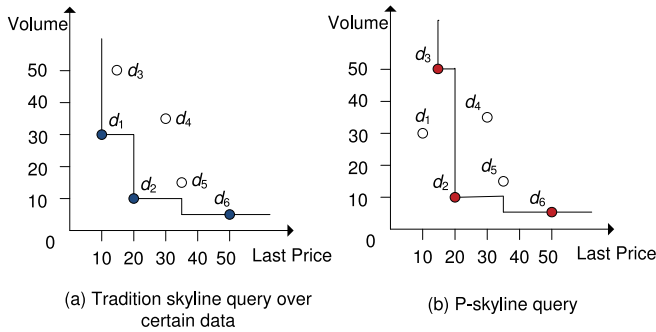 Volume
50
40
30
20
10
0
d3
d1
d4
d2
d5
d6
10 20 30 40 50
Last Price
(a) Tradition skyline query over
certain data
Volume
50
40
30
20
10
0
d3
d4
d1
d5
d2
d6
10 20 30 40 50
Last Price
(b) P-skyline query